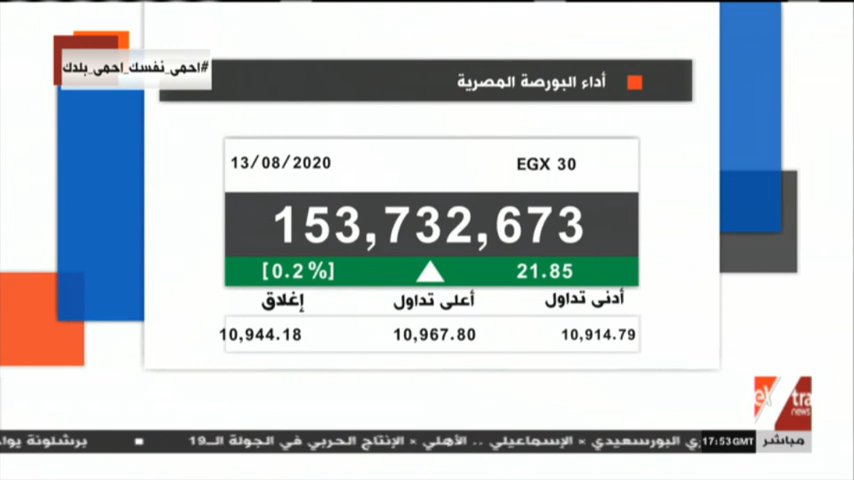 #احمى_نفسك_احمى_بلدك
أداء البورصة المصرية
EGX 30
13/08/2020
153,732,673
21.85
[0.2%]
أدنى تداول أعلى تداول إغلاق
10,914.79 10,967.80 10,944.18
news
مباشر
17:53 GMT
البورسعيدي × الإسماعيلي .. الأهلي × الإنتاج الحربي في الجولة الــ19 ■ برشلونة